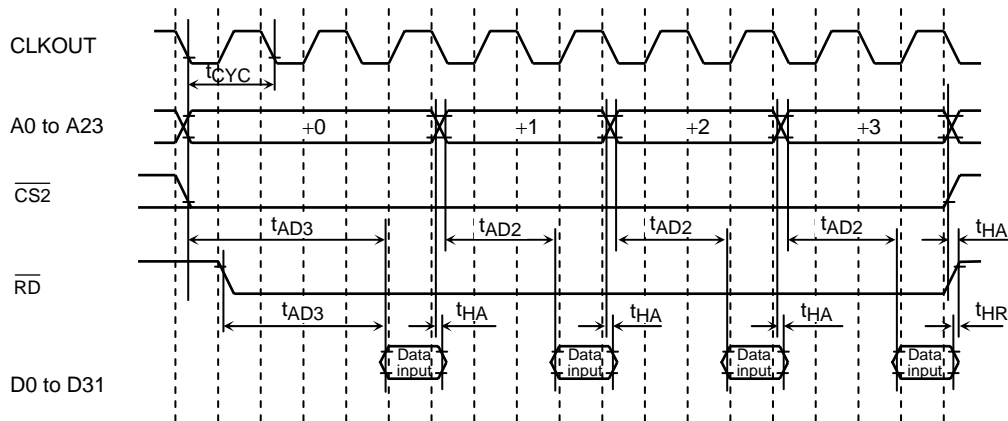 CLKOUT
tCYC
A0 to A23 +0 +1 +2 +3
CS2
tAD3 tAD2 tAD2 tAD2 tHA
RD
tAD3 tHA tHA tHA tHR
D0 to D31
Data input
Data input
Data input
Data input